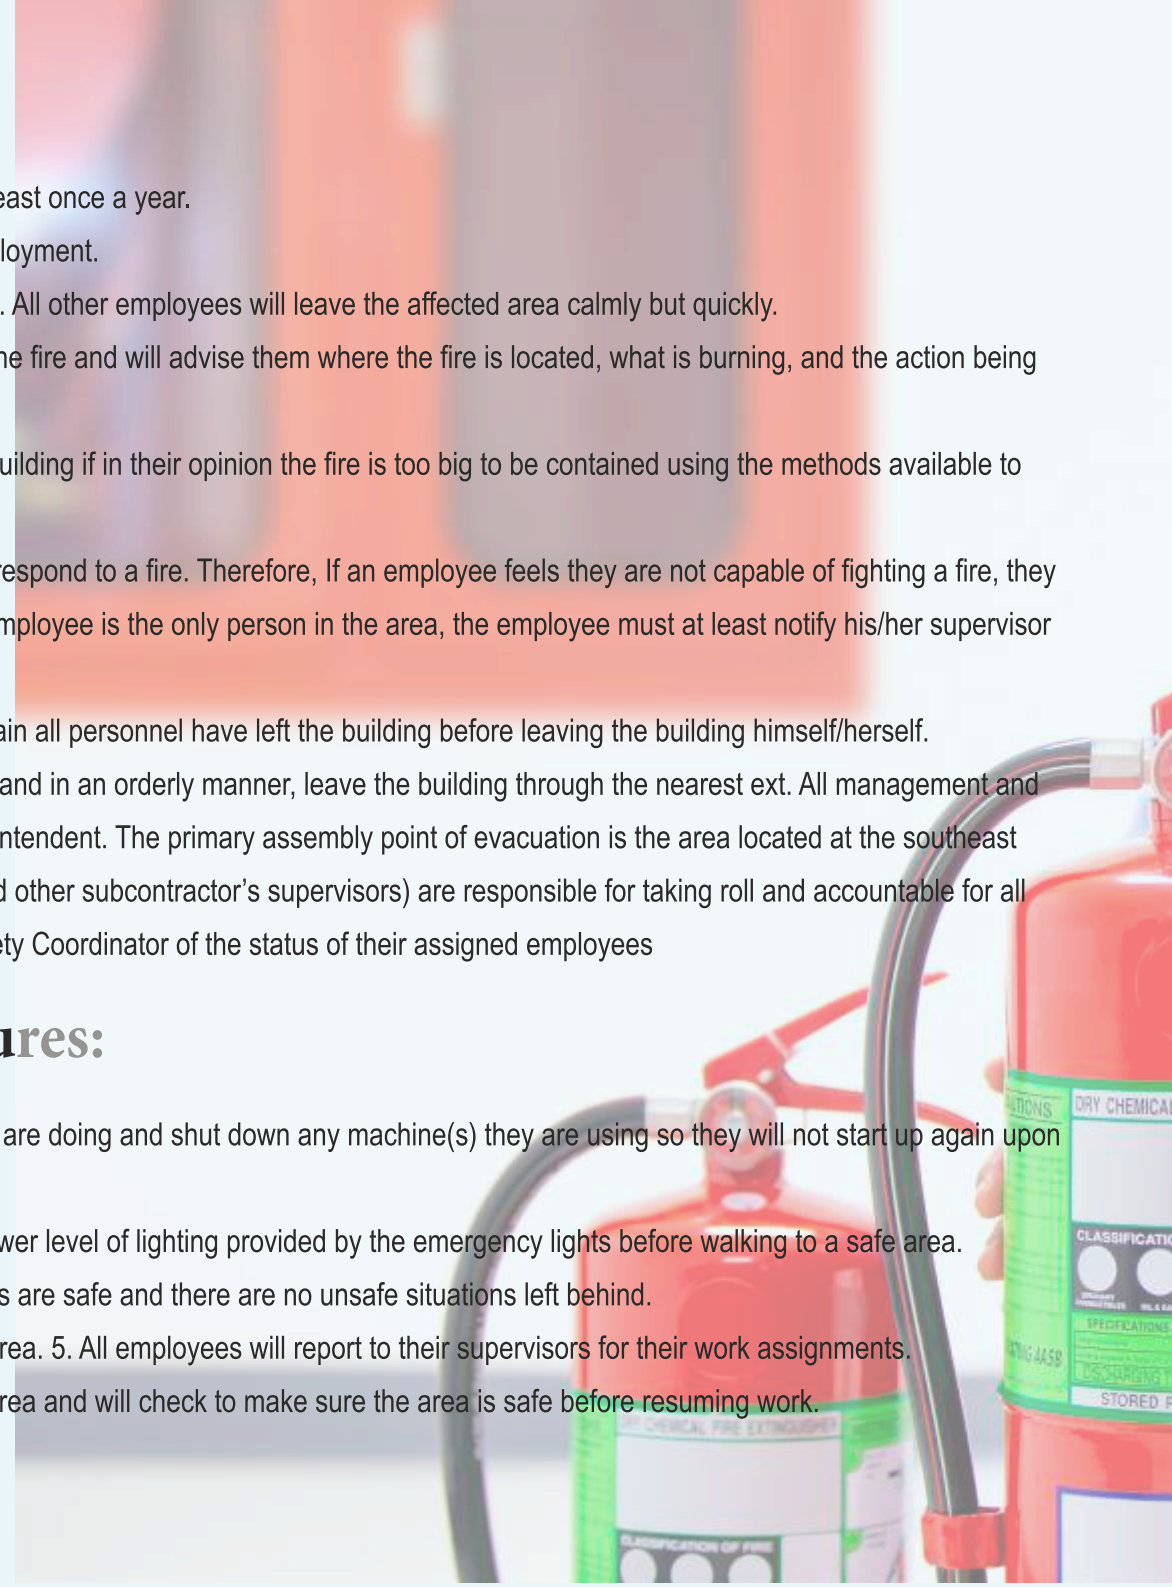 east once a year.
loyment.
. All other employees will leave the affected area calmly but quickly.
he fire and will advise them where the fire is located, what is burning, and the action being
uilding if in their opinion the fire is too big to be contained using the methods available to
respond to a fire. Therefore, If an employee feels they are not capable of fighting a fire, they
mployee is the only person in the area, the employee must at least notify his/her supervisor
ain all personnel have left the building before leaving the building himself/herself.
and in an orderly manner, leave the building through the nearest ext. All management and
ntendent. The primary assembly point of evacuation is the area located at the southeast
d other subcontractor’s supervisors) are responsible for taking roll and accountable for all
ety Coordinator of the status of their assigned employees
ures:
are doing and shut down any machine(s) they are using so they will not start up again upon
wer level of lighting provided by the emergency lights before walking to a safe area.
s are safe and there are no unsafe situations left behind.
rea. 5. All employees will report to their supervisors for their work assignments.
rea and will check to make sure the area is safe before resuming work.
DRY CHEMICA
CLASSIFICATIO
SPECIFICATIONS
STORED P
DRY CHEMICAL FIRE EXTINGUISHER
CLASSIFICATION OF FIRE